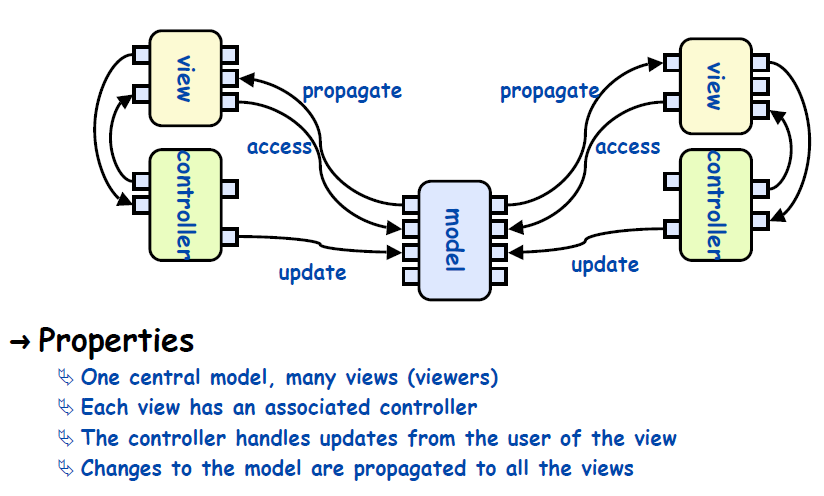 view
propagate
access
controller
update
model
propagate
access
view
controller
update
→ Properties
One central model, many views (viewers)
Each view has an associated controller
The controller handles updates from the user of the view
Changes to the model are propagated to all the views